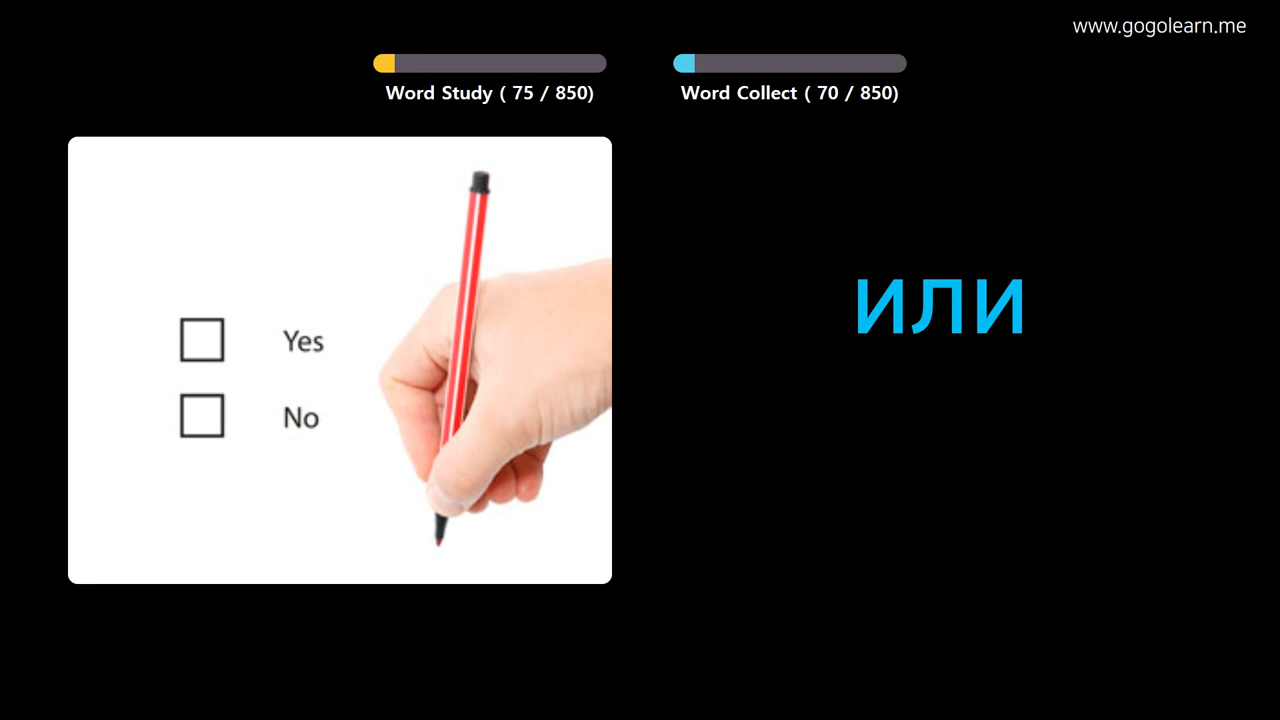 www.gogolearn.me
Word Study ( 75 / 850)
Word Collect ( 70 / 850)
Yes
No
или